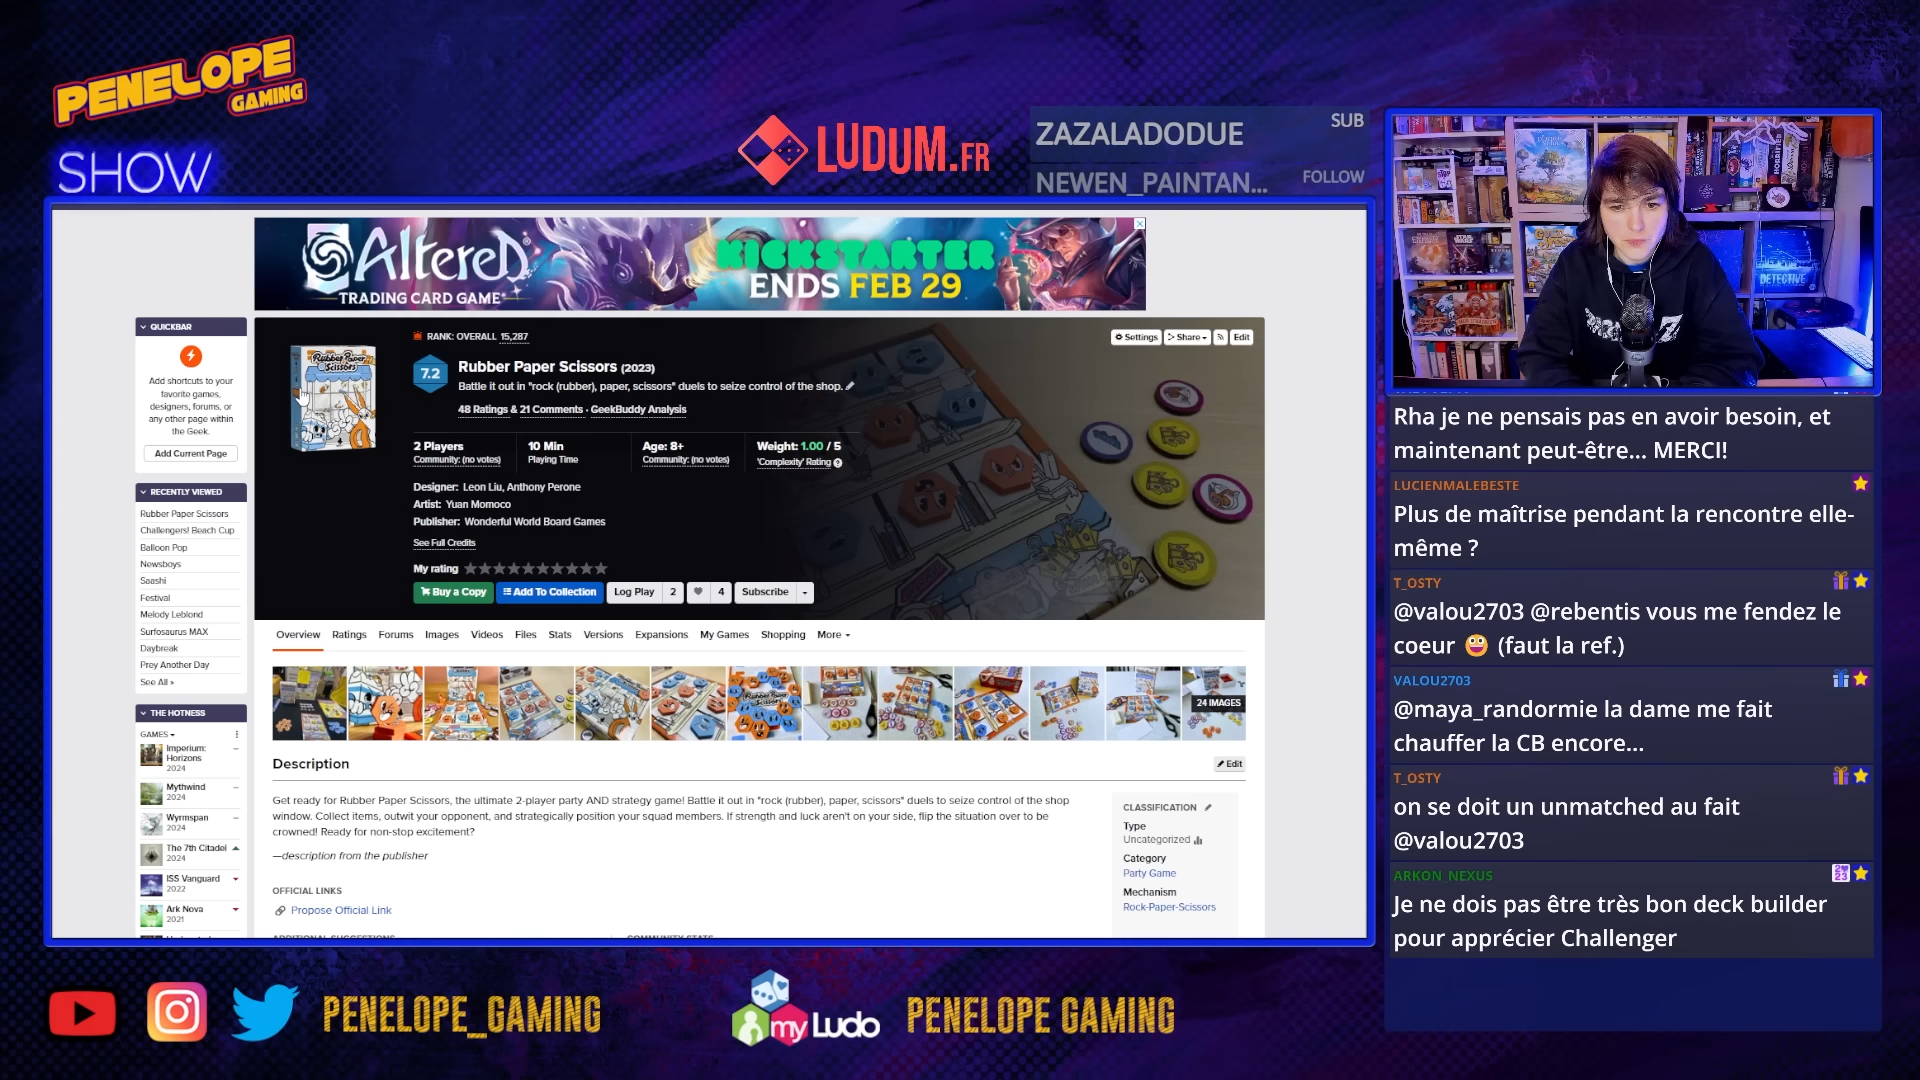 PENELOPE
GAMING
SHOW
LUDUM.FR
ZAZALADODUE
SUB
NEWEN_PAINTAN...
FOLLOW
Altered
TRADING CARD GAME
KICKSTARTER
ENDS FEB 29
QUICKBAR
Add shortcuts to your
favorite games,
designers, forums, or
any other page within
the Geek.
Add Current Page
RECENTLY VIEWED
Rubber Paper Scissors
Challengers! Beach Cup
Balloon Pop
Newsboys
Saashi
Festival
Melody Leblond
Surfosaurus MAX
Daybreak
Prey Another Day
See All »
THE HOTNESS
GAMES
Imperium:
Horizons
2024
Mythwind
2024
Wyrmspan
2024
The 7th Citadel
2024
ISS Vanguard
2022
Ark Nova
2021
RANK: OVERALL 15,287
Settings
Share
Edit
Rubber Paper
Scissors
7.2
Rubber Paper Scissors (2023)
Battle it out in "rock (rubber), paper, scissors" duels to seize control of the shop.
48 Ratings & 21 Comments · GeekBuddy Analysis
2 Players
Community: (no votes)
10 Min
Playing Time
Age: 8+
Community: (no votes)
Weight: 1.00 / 5
'Complexity' Rating
Designer: Leon Liu, Anthony Perone
Artist: Yuan Momoco
Publisher: Wonderful World Board Games
See Full Credits
My rating
Buy a Copy
Add To Collection
Log Play 2
4
Subscribe
Overview Ratings Forums Images Videos Files Stats Versions Expansions My Games Shopping More
24 IMAGES
Description
Edit
Get ready for Rubber Paper Scissors, the ultimate 2-player party AND strategy game! Battle it out in "rock (rubber), paper, scissors" duels to seize control of the shop
window. Collect items, outwit your opponent, and strategically position your squad members. If strength and luck aren't on your side, flip the situation over to be
crowned! Ready for non-stop excitement?
—description from the publisher
OFFICIAL LINKS
Propose Official Link
CLASSIFICATION
Type
Uncategorized
Category
Party Game
Mechanism
Rock-Paper-Scissors
DETECTIVE
Rha je ne pensais pas en avoir besoin, et
maintenant peut-être... MERCI!
LUCIENMALEBESTE
Plus de maîtrise pendant la rencontre elle-
même ?
T_OSTY
@valou2703 @rebentis vous me fendez le
coeur 😀 (faut la ref.)
VALOU2703
@maya_randormie la dame me fait
chauffer la CB encore...
T_OSTY
on se doit un unmatched au fait
@valou2703
ARKON_NEXUS
Je ne dois pas être très bon deck builder
pour apprécier Challenger
PENELOPE_GAMING
my Ludo
PENELOPE GAMING